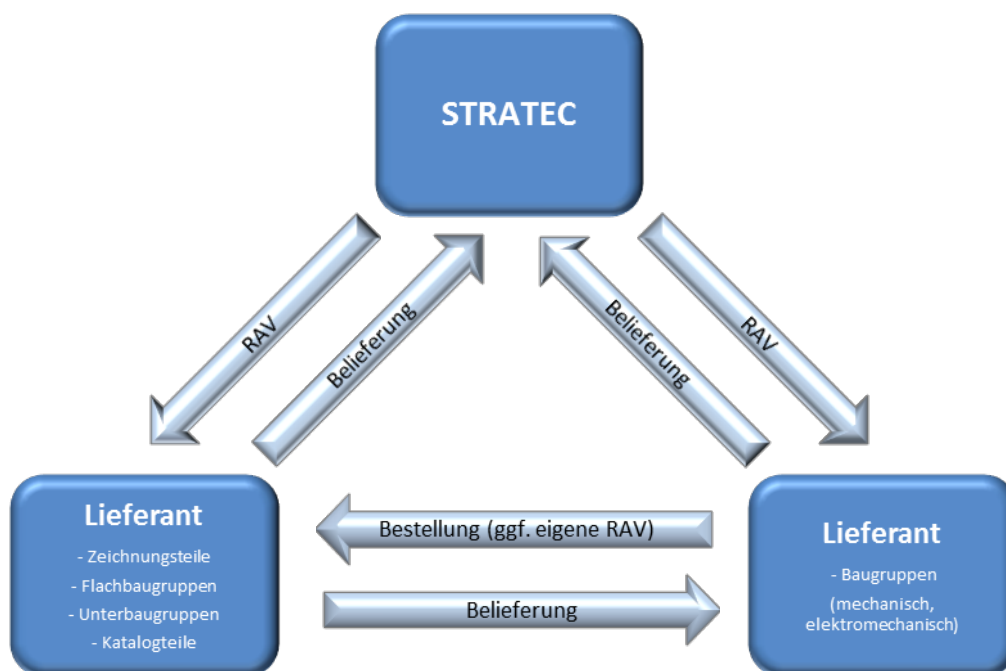 STRATEC
RAV
Belieferung
Belieferung
RAV
Lieferant
- Zeichnungsteile
- Flachbaugruppen
- Unterbaugruppen
- Katalogteile
Bestellung (ggf. eigene RAV)
Belieferung
Lieferant
- Baugruppen
(mechanisch,
elektromechanisch)